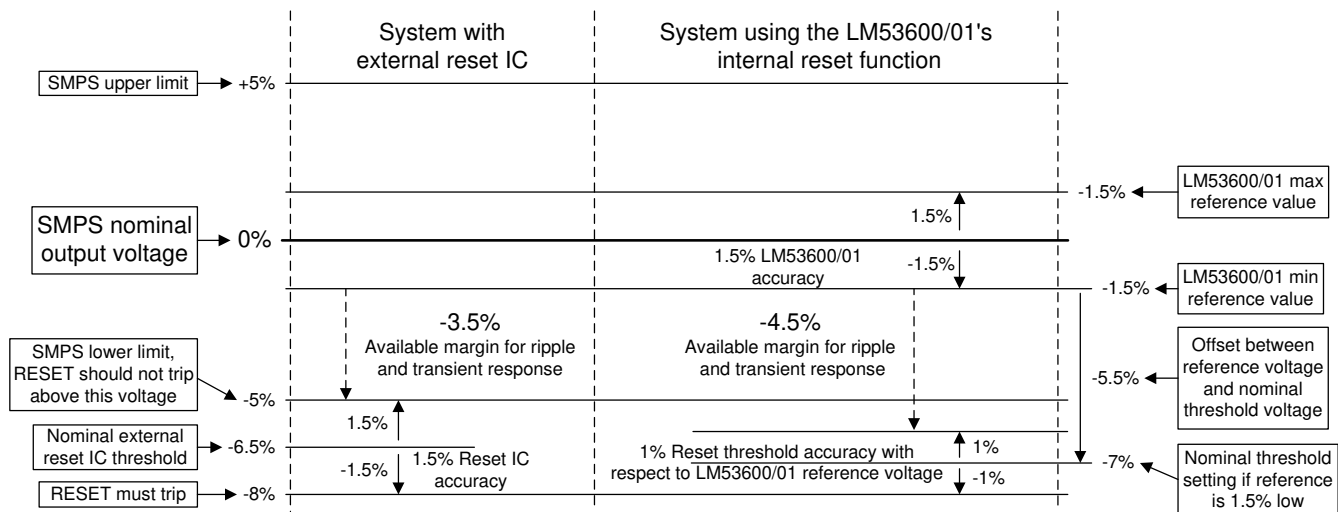 System with
external reset IC
System using the LM53600/01's
internal reset function
SMPS upper limit
+5%
-1.5%
LM53600/01 max
reference value
1.5%
SMPS nominal
output voltage
0%
1.5% LM53600/01
accuracy
-1.5%
-1.5%
LM53600/01 min
reference value
-3.5%
Available margin for ripple
and transient response
-4.5%
Available margin for ripple
and transient response
SMPS lower limit,
RESET should not trip
above this voltage
-5%
-5.5%
Offset between
reference voltage
and nominal
threshold voltage
1.5%
Nominal external
reset IC threshold
-6.5%
-1.5%
1.5% Reset IC
accuracy
1% Reset threshold accuracy with
respect to LM53600/01 reference voltage
1%
-1%
-7%
Nominal threshold
setting if reference
is 1.5% low
RESET must trip
-8%